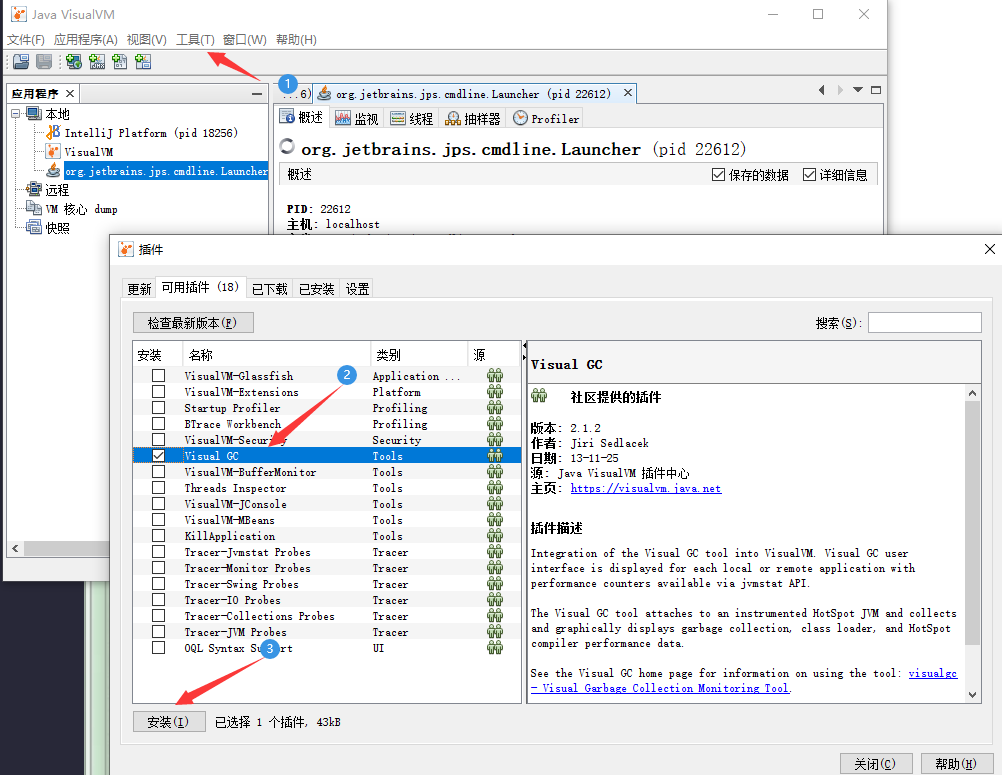 Java VisualVM
文件(F) 应用程序(A) 视图(V) 工具(T) 窗口(W) 帮助(H)
1
应用程序
...6) org.jetbrains.jps.cmdline.Launcher (pid 22612)
本地
IntelliJ Platform (pid 18256)
VisualVM
org.jetbrains.jps.cmdline.Launcher
远程
VM 核心 dump
快照
概述 监视 线程 抽样器 Profiler
org.jetbrains.jps.cmdline.Launcher (pid 22612)
概述 保存的数据 详细信息
PID: 22612
主机: localhost
插件
更新 可用插件 (18) 已下载 已安装 设置
检查最新版本(F) 搜索(S):
安装 名称 类别 源
2
VisualVM-Glassfish Application ...
VisualVM-Extensions Platform
Startup Profiler Profiling
BTrace Workbench Profiling
VisualVM-Security Security
Visual GC Tools
VisualVM-BufferMonitor Tools
Threads Inspector Tools
VisualVM-JConsole Tools
VisualVM-MBeans Tools
KillApplication Tools
Tracer-Jvmstat Probes Tracer
Tracer-Monitor Probes Tracer
Tracer-Swing Probes Tracer
Tracer-IO Probes Tracer
Tracer-Collections Probes Tracer
Tracer-JVM Probes Tracer
OQL Syntax Support UI
3
Visual GC
社区提供的插件
版本: 2.1.2
作者: Jiri Sedlacek
日期: 13-11-25
源: Java VisualVM 插件中心
主页: https://visualvm.java.net
插件描述
Integration of the Visual GC tool into VisualVM. Visual GC user
interface is displayed for each local or remote application with
performance counters available via jvmstat API.
The Visual GC tool attaches to an instrumented HotSpot JVM and collects
and graphically displays garbage collection, class loader, and HotSpot
compiler performance data.
See the Visual GC home page for information on using the tool: visualgc
- Visual Garbage Collection Monitoring Tool.
安装(I) 已选择 1 个插件, 43kB
关闭(C) 帮助(H)